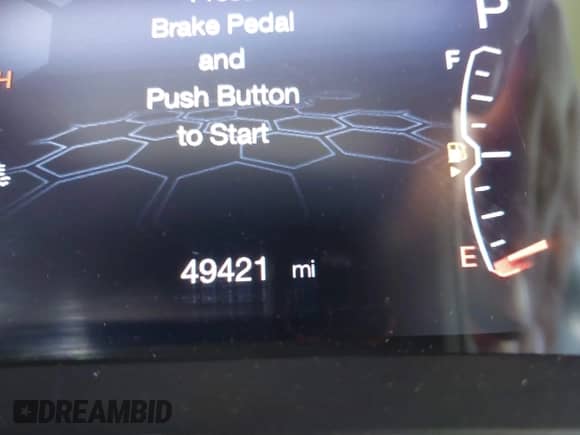 P
Brake Pedal
and
Push Button
to Start
F
H
E
49421 mi
DREAMBID